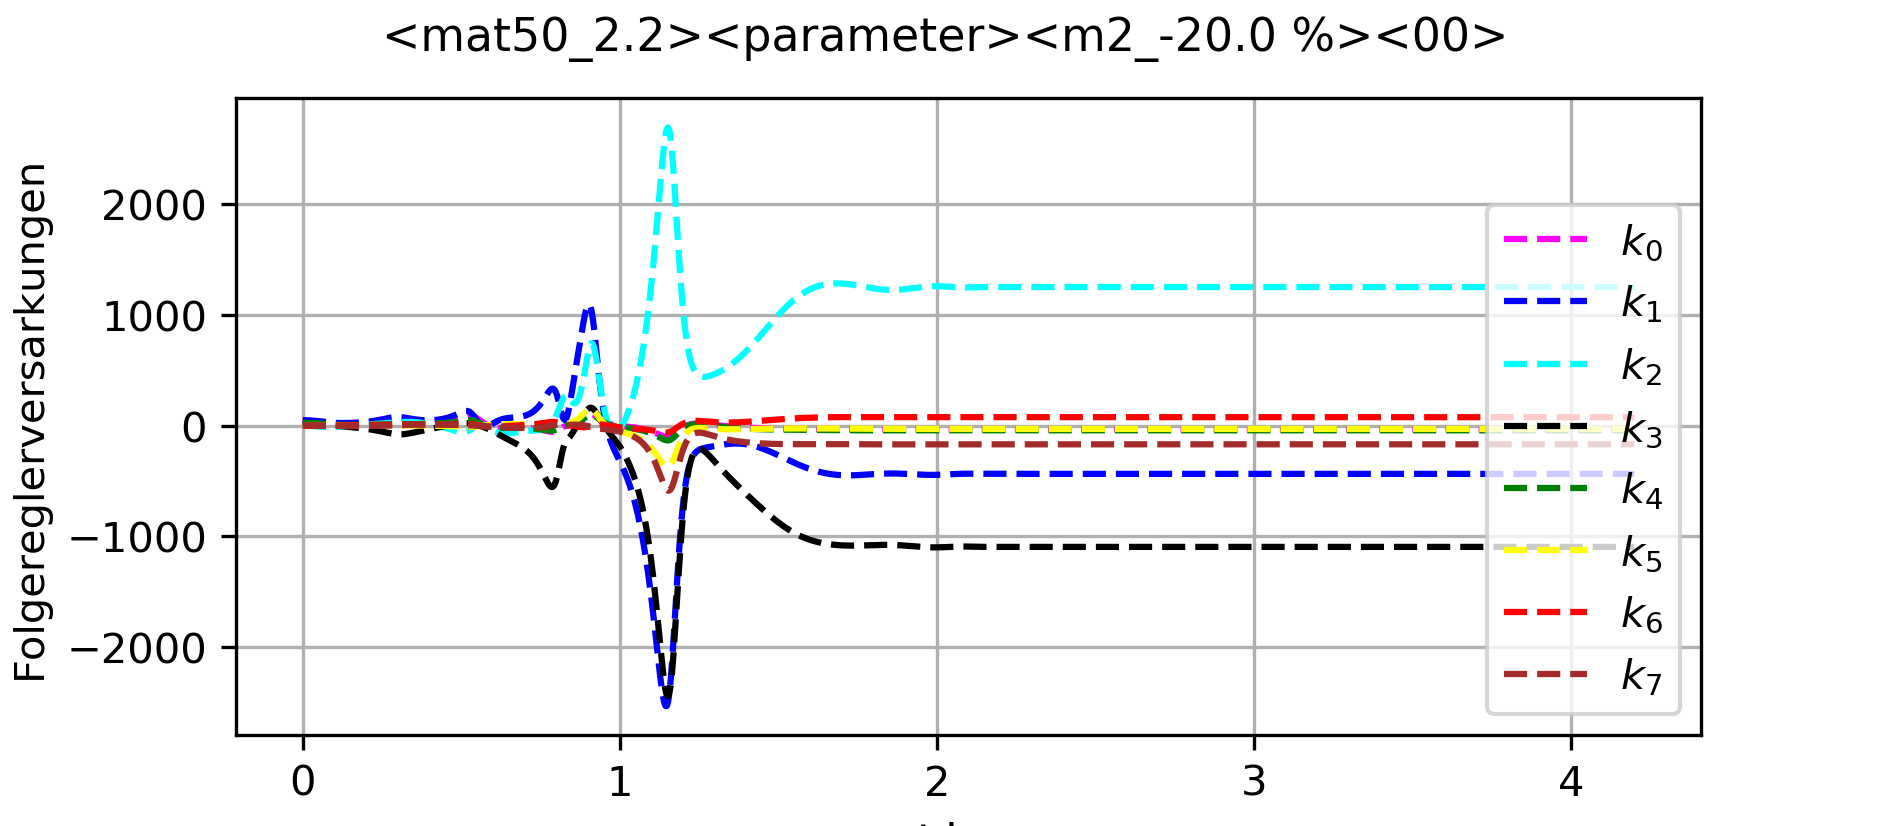 <mat50_2.2><parameter><m2_-20.0 %><00>
Folgereglerversarkungen
2000
1000
0
−1000
−2000
0 1 2 3 4
k0
k1
k2
k3
k4
k5
k6
k7